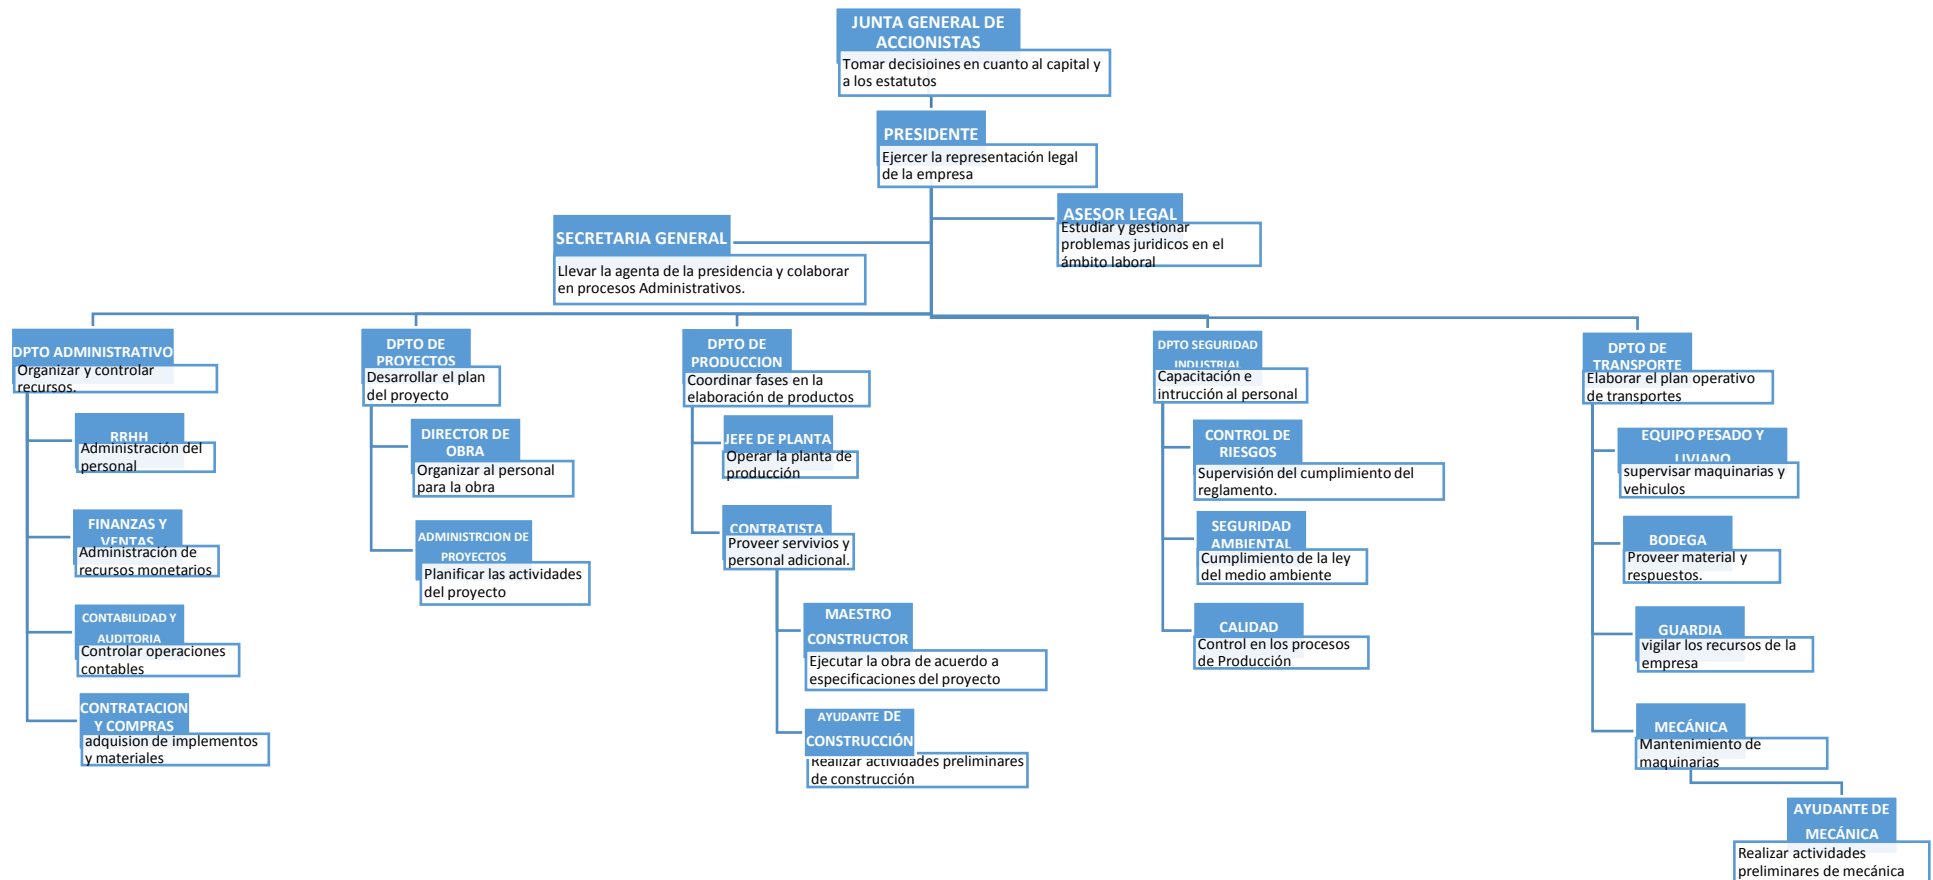 JUNTA GENERAL DE
ACCIONISTAS
Tomar decisioines en cuanto al capital y
a los estatutos
PRESIDENTE
Ejercer la representación legal
de la empresa
ASESOR LEGAL
Estudiar y gestionar
problemas juridicos en el
ámbito laboral
SECRETARIA GENERAL
Llevar la agenta de la presidencia y colaborar
en procesos Administrativos.
DPTO ADMINISTRATIVO
Organizar y controlar
recursos.
RRHH
Administración del
personal
FINANZAS Y
VENTAS
Administración de
recursos monetarios
CONTABILIDAD Y
AUDITORIA
Controlar operaciones
contables
CONTRATACION
Y COMPRAS
adquision de implementos
y materiales
DPTO DE
PROYECTOS
Desarrollar el plan
del proyecto
DIRECTOR DE
OBRA
Organizar al personal
para la obra
ADMINISTRCION DE
PROYECTOS
Planificar las actividades
del proyecto
DPTO DE
PRODUCCION
Coordinar fases en la
elaboración de productos
JEFE DE PLANTA
Operar la planta de
producción
CONTRATISTA
Proveer servivios y
personal adicional.
MAESTRO
CONSTRUCTOR
Ejecutar la obra de acuerdo a
especificaciones del proyecto
AYUDANTE DE
CONSTRUCCIÓN
Realizar actividades preliminares
de construcción
DPTO SEGURIDAD
INDUSTRIAL
Capacitación e
intrucción al personal
CONTROL DE
RIESGOS
Supervisión del cumplimiento del
reglamento.
SEGURIDAD
AMBIENTAL
Cumplimiento de la ley
del medio ambiente
CALIDAD
Control en los procesos
de Producción
DPTO DE
TRANSPORTE
Elaborar el plan operativo
de transportes
EQUIPO PESADO Y
LIVIANO
supervisar maquinarias y
vehiculos
BODEGA
Proveer material y
respuestos.
GUARDIA
vigilar los recursos de la
empresa
MECÁNICA
Mantenimiento de
maquinarias
AYUDANTE DE
MECÁNICA
Realizar actividades
preliminares de mecánica